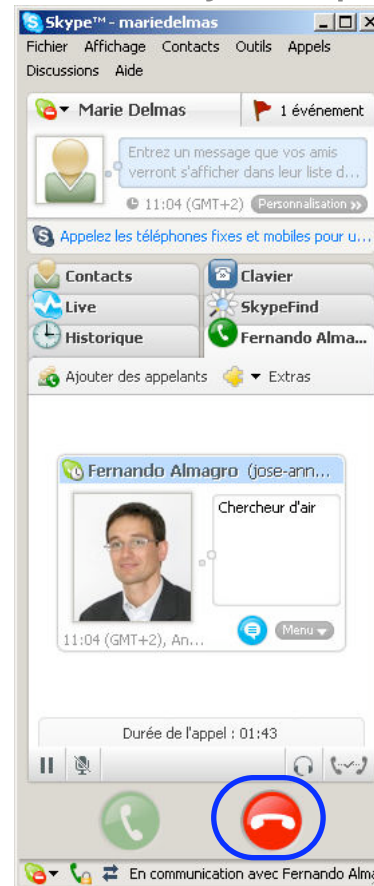 Skype™ - mariedelmas
Fichier Affichage Contacts Outils Appels
Discussions Aide
Marie Delmas
1 événement
Entrez un message que vos amis
verront s'afficher dans leur liste d...
11:04 (GMT+2) Personnalisation
Appelez les téléphones fixes et mobiles pour u...
Contacts Clavier
Live SkypeFind
Historique Fernando Alma...
Ajouter des appelants Extras
Fernando Almagro (jose-ann...
Chercheur d'air
11:04 (GMT+2), An... Menu
Durée de l'appel : 01:43
En communication avec Fernando Alma